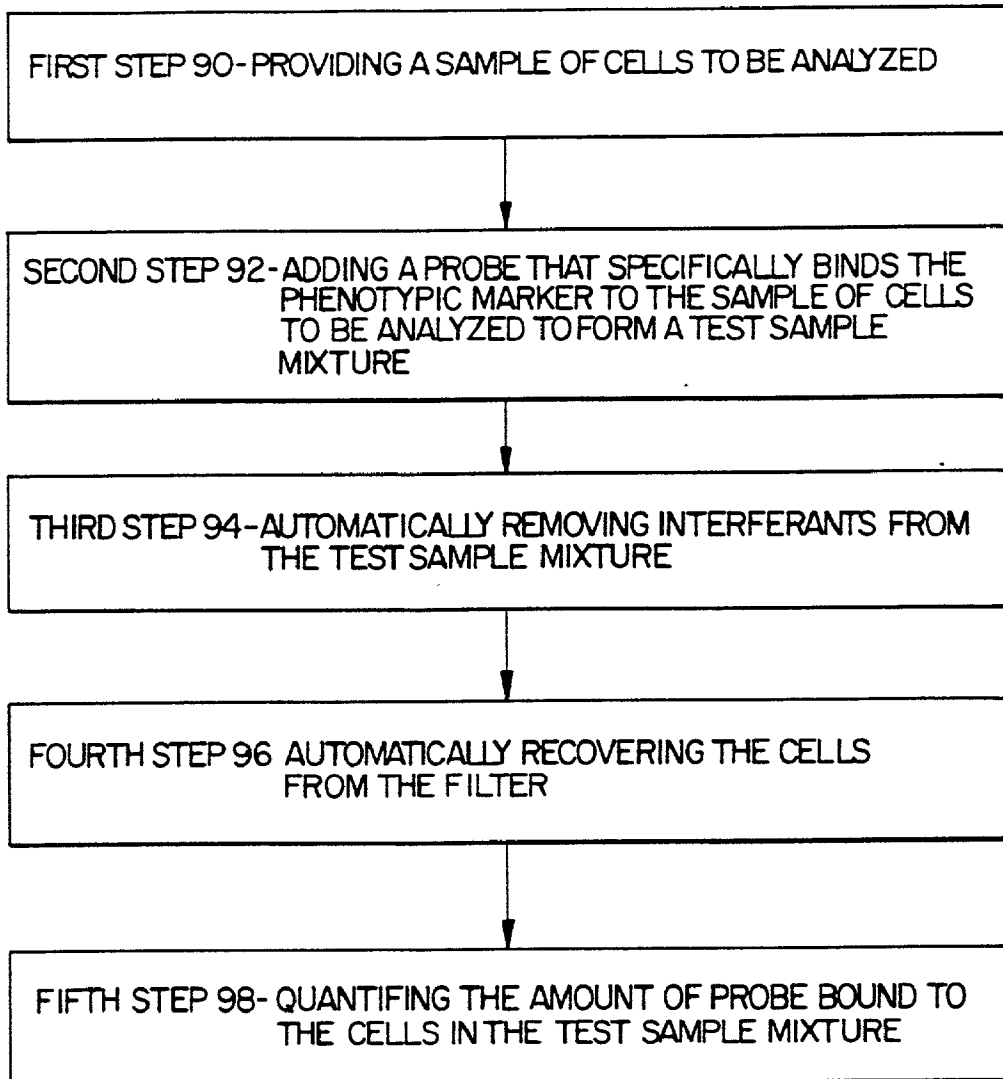 FIRST STEP 90-PROVIDING A SAMPLE OF CELLS TO BE ANALYZED
SECOND STEP 92-ADDING A PROBE THAT SPECIFICALLY BINDS THE
PHENOTYPIC MARKER TO THE SAMPLE OF CELLS
TO BE ANALYZED TO FORM A TEST SAMPLE
MIXTURE
THIRD STEP 94-AUTOMATICALLY REMOVING INTERFERANTS FROM
THE TEST SAMPLE MIXTURE
FOURTH STEP 96 AUTOMATICALLY RECOVERING THE CELLS
FROM THE FILTER
FIFTH STEP 98- QUANTIFING THE AMOUNT OF PROBE BOUND TO
THE CELLS IN THE TEST SAMPLE MIXTURE